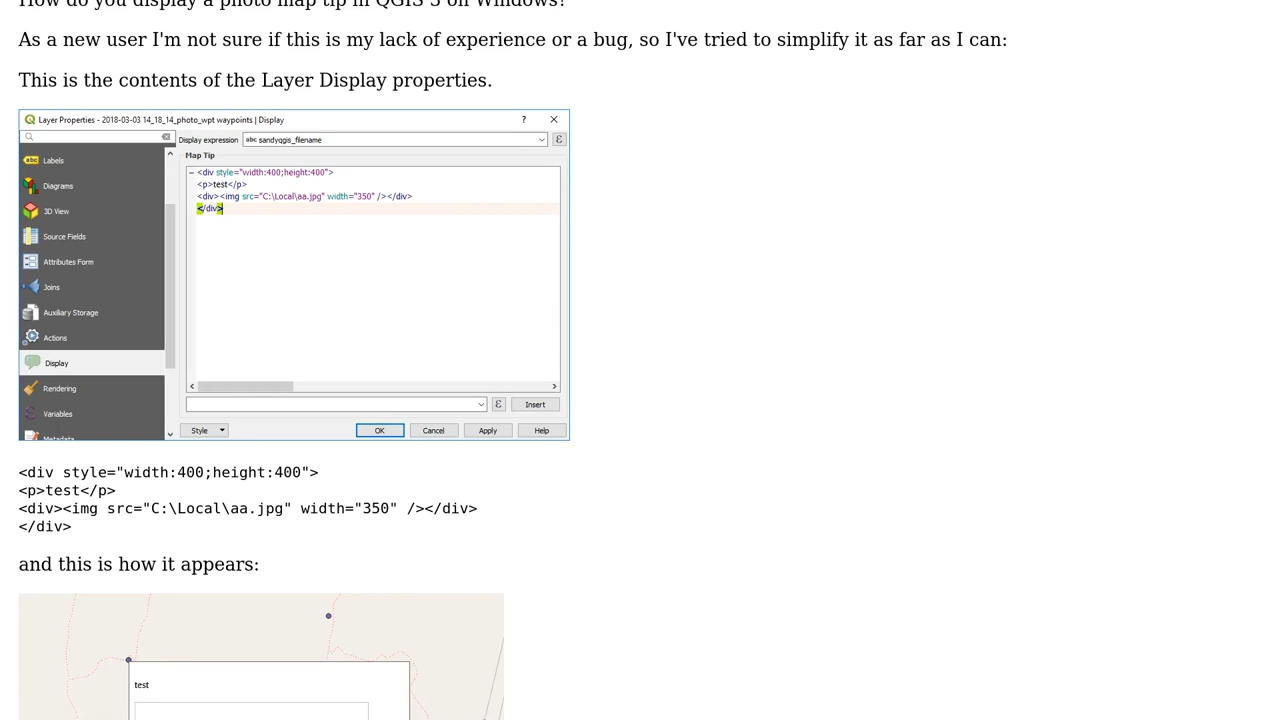 How do you display a photo map tip in QGIS 3 on Windows?
As a new user I'm not sure if this is my lack of experience or a bug, so I've tried to simplify it as far as I can:
This is the contents of the Layer Display properties.
Layer Properties - 2018-03-03 14_18_14_photo_wpt waypoints | Display
? ×
Display expression abc sandyqgis_filename ε
Map Tip
abc Labels
Diagrams
3D View
Source Fields
Attributes Form
Joins
Auxiliary Storage
Actions
Display
Rendering
Variables
Metadata
<div style="width:400;height:400">
<p>test</p>
<div><img src="C:\Local\aa.jpg" width="350" /></div>
</div>
ε Insert
Style OK Cancel Apply Help
<div style="width:400;height:400">
<p>test</p>
<div><img src="C:\Local\aa.jpg" width="350" /></div>
</div>
and this is how it appears:
test